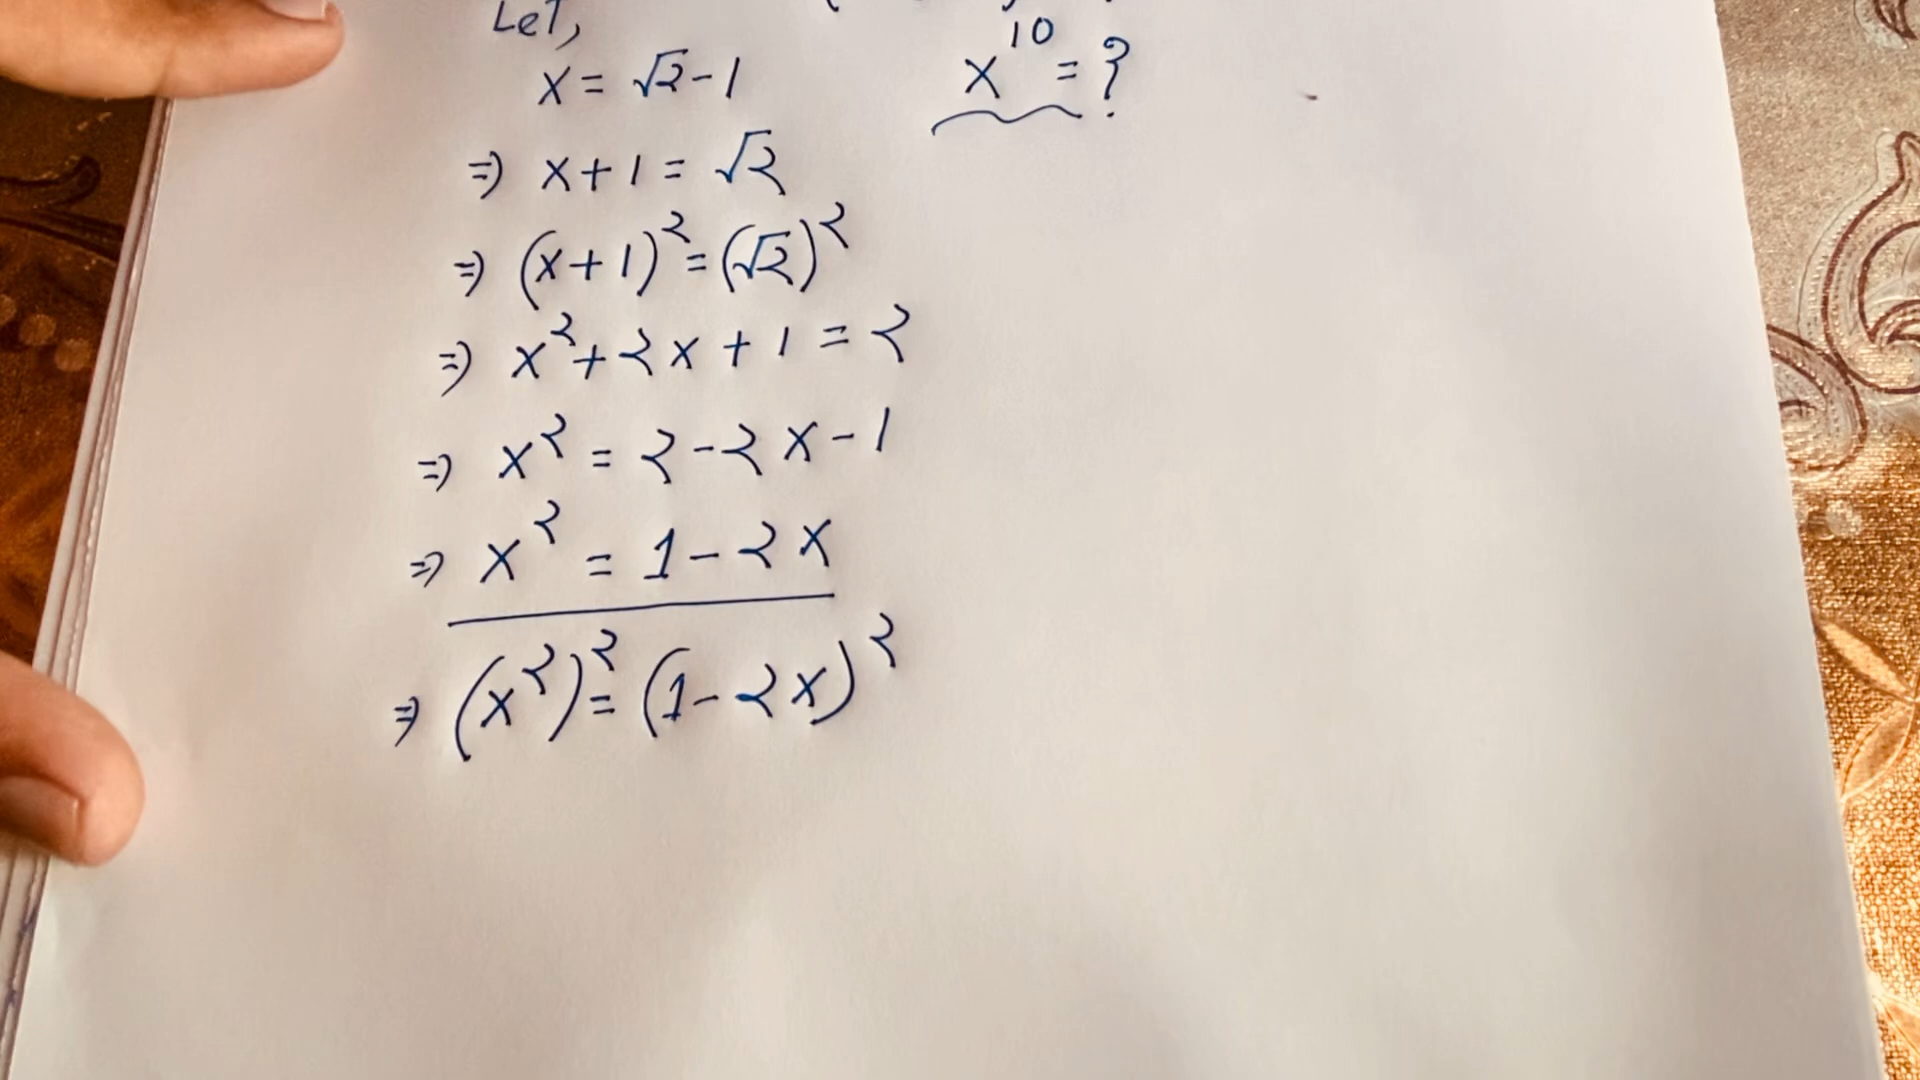 Let,
x = √2 - 1
x¹⁰ = ?
⇒ x + 1 = √2
⇒ (x + 1)² = (√2)²
⇒ x² + 2x + 1 = 2
⇒ x² = 2 - 2x - 1
⇒ x² = 1 - 2x
⇒ (x²)² = (1 - 2x)²